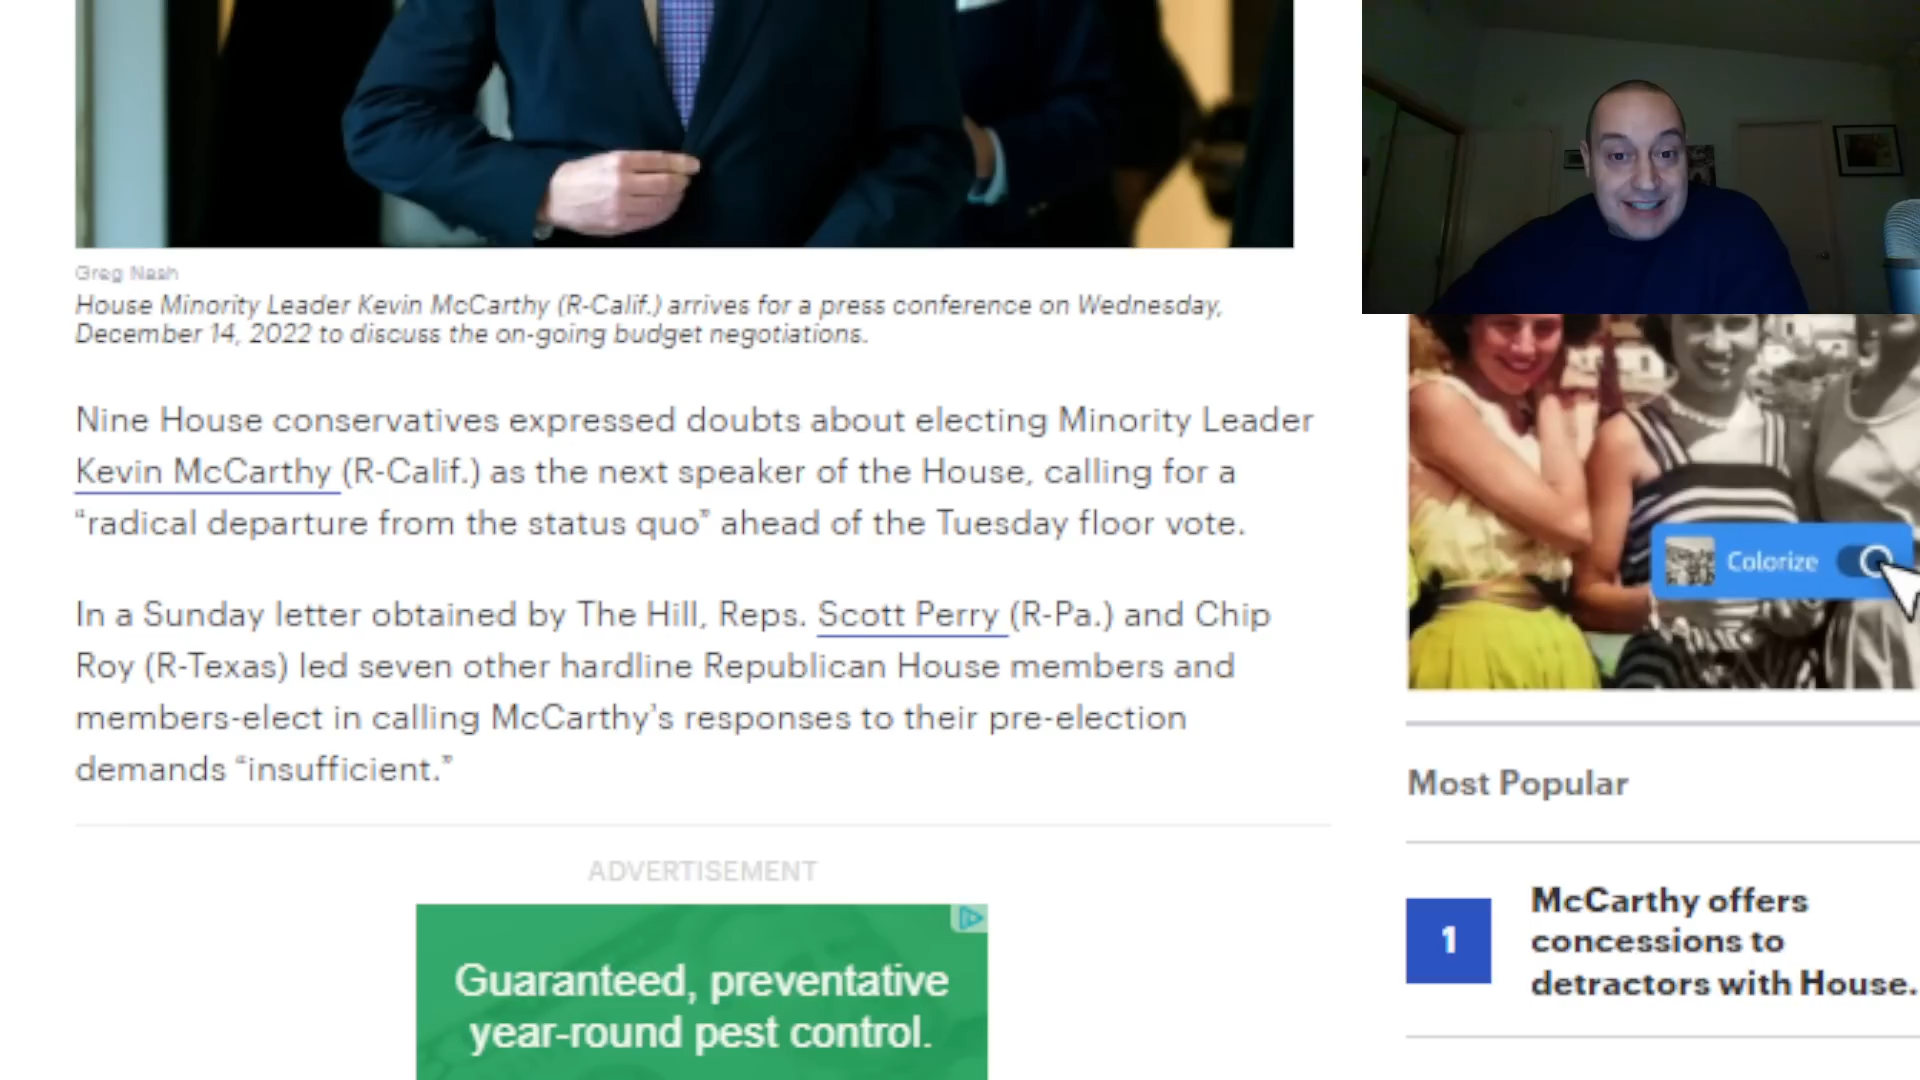 Greg Nash
House Minority Leader Kevin McCarthy (R-Calif.) arrives for a press conference on Wednesday,
December 14, 2022 to discuss the on-going budget negotiations.
Nine House conservatives expressed doubts about electing Minority Leader
Kevin McCarthy (R-Calif.) as the next speaker of the House, calling for a
“radical departure from the status quo” ahead of the Tuesday floor vote.
In a Sunday letter obtained by The Hill, Reps. Scott Perry (R-Pa.) and Chip
Roy (R-Texas) led seven other hardline Republican House members and
members-elect in calling McCarthy’s responses to their pre-election
demands “insufficient.”
ADVERTISEMENT
Guaranteed, preventative
year-round pest control.
Colorize
Most Popular
1
McCarthy offers
concessions to
detractors with House.